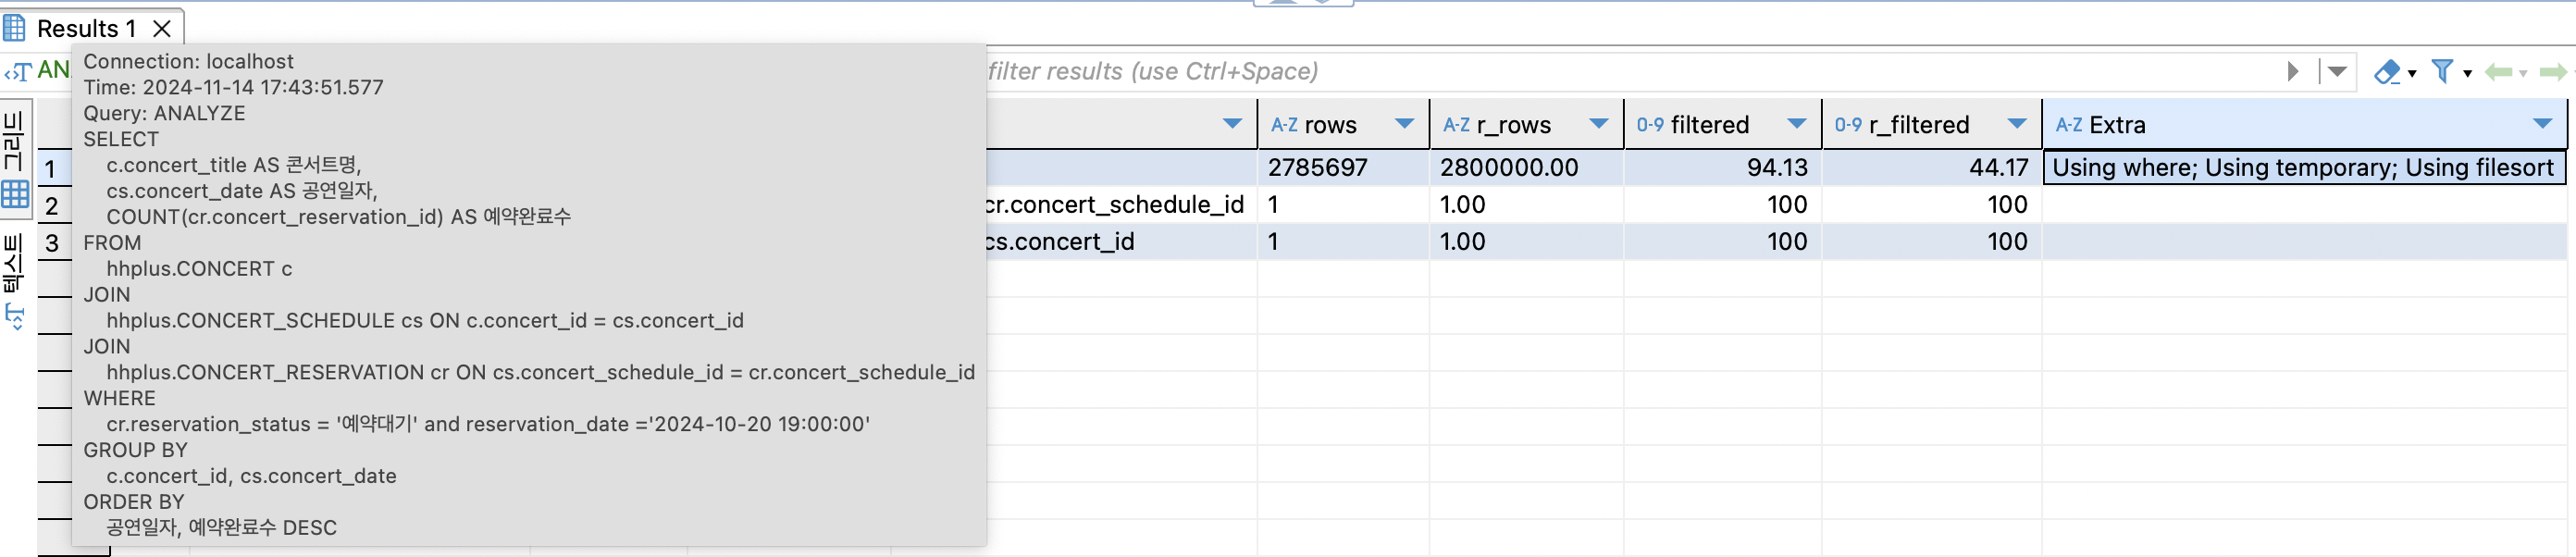 Results 1
AN
filter results (use Ctrl+Space)
Connection: localhost
Time: 2024-11-14 17:43:51.577
Query: ANALYZE
SELECT
c.concert_title AS 콘서트명,
cs.concert_date AS 공연일자,
COUNT(cr.concert_reservation_id) AS 예약완료수
FROM
hhplus.CONCERT c
JOIN
hhplus.CONCERT_SCHEDULE cs ON c.concert_id = cs.concert_id
JOIN
hhplus.CONCERT_RESERVATION cr ON cs.concert_schedule_id = cr.concert_schedule_id
WHERE
cr.reservation_status = '예약대기' and reservation_date ='2024-10-20 19:00:00'
GROUP BY
c.concert_id, cs.concert_date
ORDER BY
공연일자, 예약완료수 DESC
그리드
텍스트
A-Z rows A-Z r_rows 0-9 filtered 0-9 r_filtered A-Z Extra
1 2785697 2800000.00 94.13 44.17 Using where; Using temporary; Using filesort
2 cr.concert_schedule_id 1 1.00 100 100
3 cs.concert_id 1 1.00 100 100